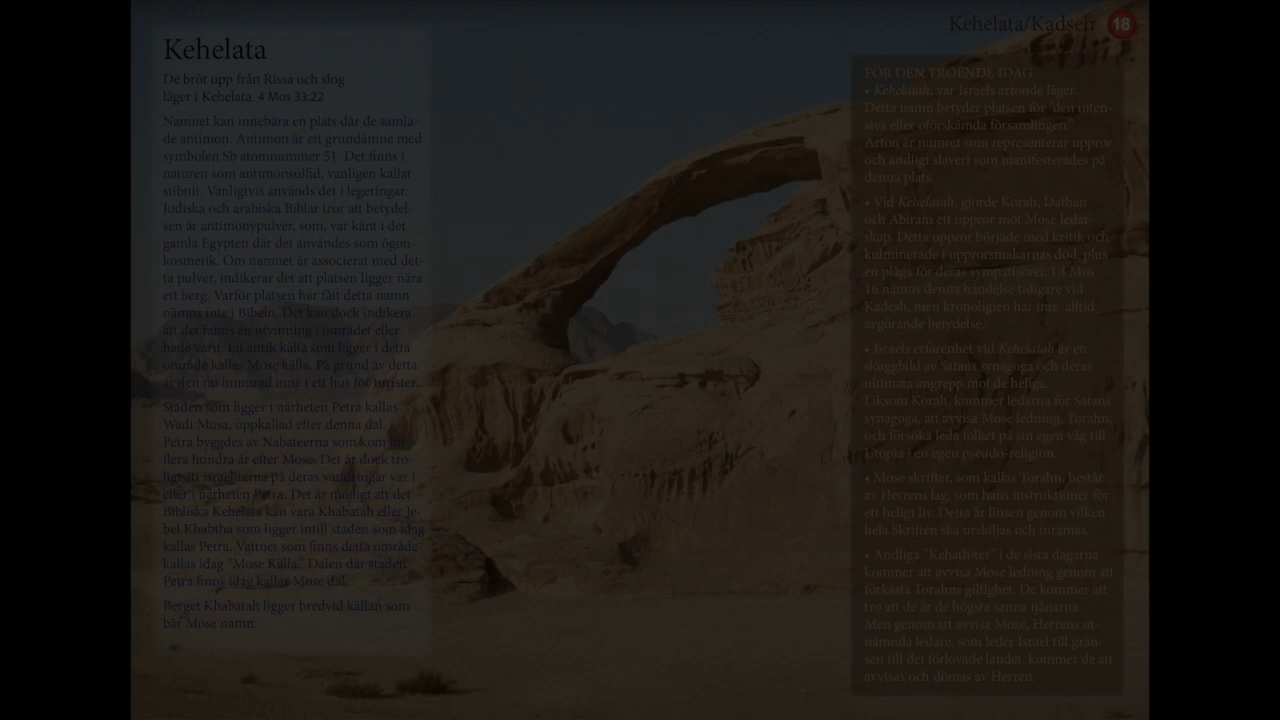 Kehelata/Kadselt 18
Kehelata
De bröt upp från Rissa och slog
läger i Kehelata. 4 Mos 33:22
Namnet kan innebära en plats där de samla-
de antimon. Antimon är ett grundämne med
symbolen Sb atomnummer 51. Det finns i
naturen som antimonsulfid, vanligen kallat
stibnit. Vanligtvis används det i legeringar.
Judiska och arabiska Biblar tror att betydel-
sen är antimonypulver, som, var känt i det
gamla Egypten där det användes som ögon-
kosmetik. Om namnet är associerat med det-
ta pulver, indikerar det att platsen ligger nära
ett berg. Varför platsen har fått detta namn
nämns inte i Bibeln. Det kan dock indikera
att det fanns en utvinning i området eller
hade varit. En antik källa som ligger i detta
område kallas Mose källa. På grund av detta
är den nu inmurad inne i ett hus för turister.
Staden som ligger i närheten Petra kallas
Wadi Musa, uppkallad efter denna dal.
Petra byggdes av Nabateerna som kom hit
flera hundra år efter Mose. Det är dock tro-
ligt att israeliterna på deras vandringar var i
eller i närheten Petra. Det är möjligt att det
Bibliska Kehelata kan vara Khabatah eller Je-
bel Khabtha som ligger intill staden som idag
kallas Petra. Vattnet som finns detta område
kallas idag "Mose Källa." Dalen där staden
Petra finns idag kallas Mose dal.
Berget Khabatah ligger bredvid källan som
bär Mose namn.
FÖR DEN TROENDE IDAG
• Kehelatah, var Israels artonde läger.
Detta namn betyder platsen för "den inten-
siva eller oförskämda församlingen."
Arton är numret som representerar uppror
och andligt slaveri som manifesterades på
denna plats.
• Vid Kehelatah, gjorde Korah, Dathan
och Abiram ett uppror mot Mose ledar-
skap. Detta uppror började med kritik och
kulminerade i upprorsmakarnas död, plus
en plåga för deras sympatisörer. I 4 Mos
16 nämns denna händelse tidigare vid
Kadesh, men kronologien har inte alltid
avgörande betydelse.
• Israels erfarenhet vid Kehelatah är en
skuggbild av Satans synagoga och deras
ultimata angrepp mot de heliga.
Liksom Korah, kommer ledarna för Satans
synagoga, att avvisa Mose ledning, Torahn,
och försöka leda folket på sin egen väg till
Utopia i en egen pseudo-religion.
• Mose skrifter, som kallas Torahn, består
av Herrens lag, som hans instruktioner för
ett heligt liv. Detta är linsen genom vilken
hela Skriften ska urskiljas och inramas.
• Andliga "Kehathiter" i de sista dagarna
kommer att avvisa Mose ledning genom att
förkasta Torahns giltighet. De kommer att
tro att de är de högsta sanna tjänarna.
Men genom att avvisa Mose, Herrens ut-
nämnda ledare, som leder Israel till grän-
sen till det förlovade landet, kommer de att
avvisas och dömas av Herren.